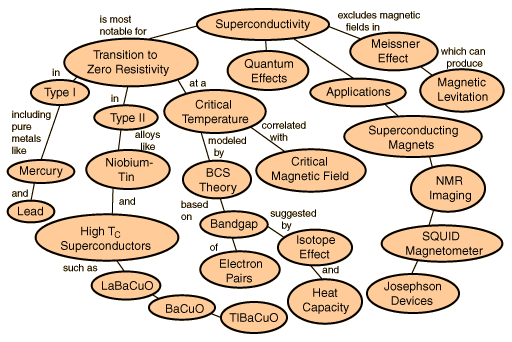 is most
notable for
Superconductivity
excludes magnetic
fields in
Transition to
Zero Resistivity
Quantum
Effects
Meissner
Effect
which can
produce
Magnetic
Levitation
in
Type I
in
Type II
at a
Critical
Temperature
Applications
including
pure
metals
like
alloys
like
modeled
by
correlated
with
Superconducting
Magnets
Mercury
Niobium-
Tin
BCS
Theory
Critical
Magnetic Field
NMR
Imaging
and
Lead
and
based
on
Bandgap
suggested
by
High TC
Superconductors
of
Electron
Pairs
Isotope
Effect
SQUID
Magnetometer
such as
LaBaCuO
and
Heat
Capacity
Josephson
Devices
BaCuO
TlBaCuO